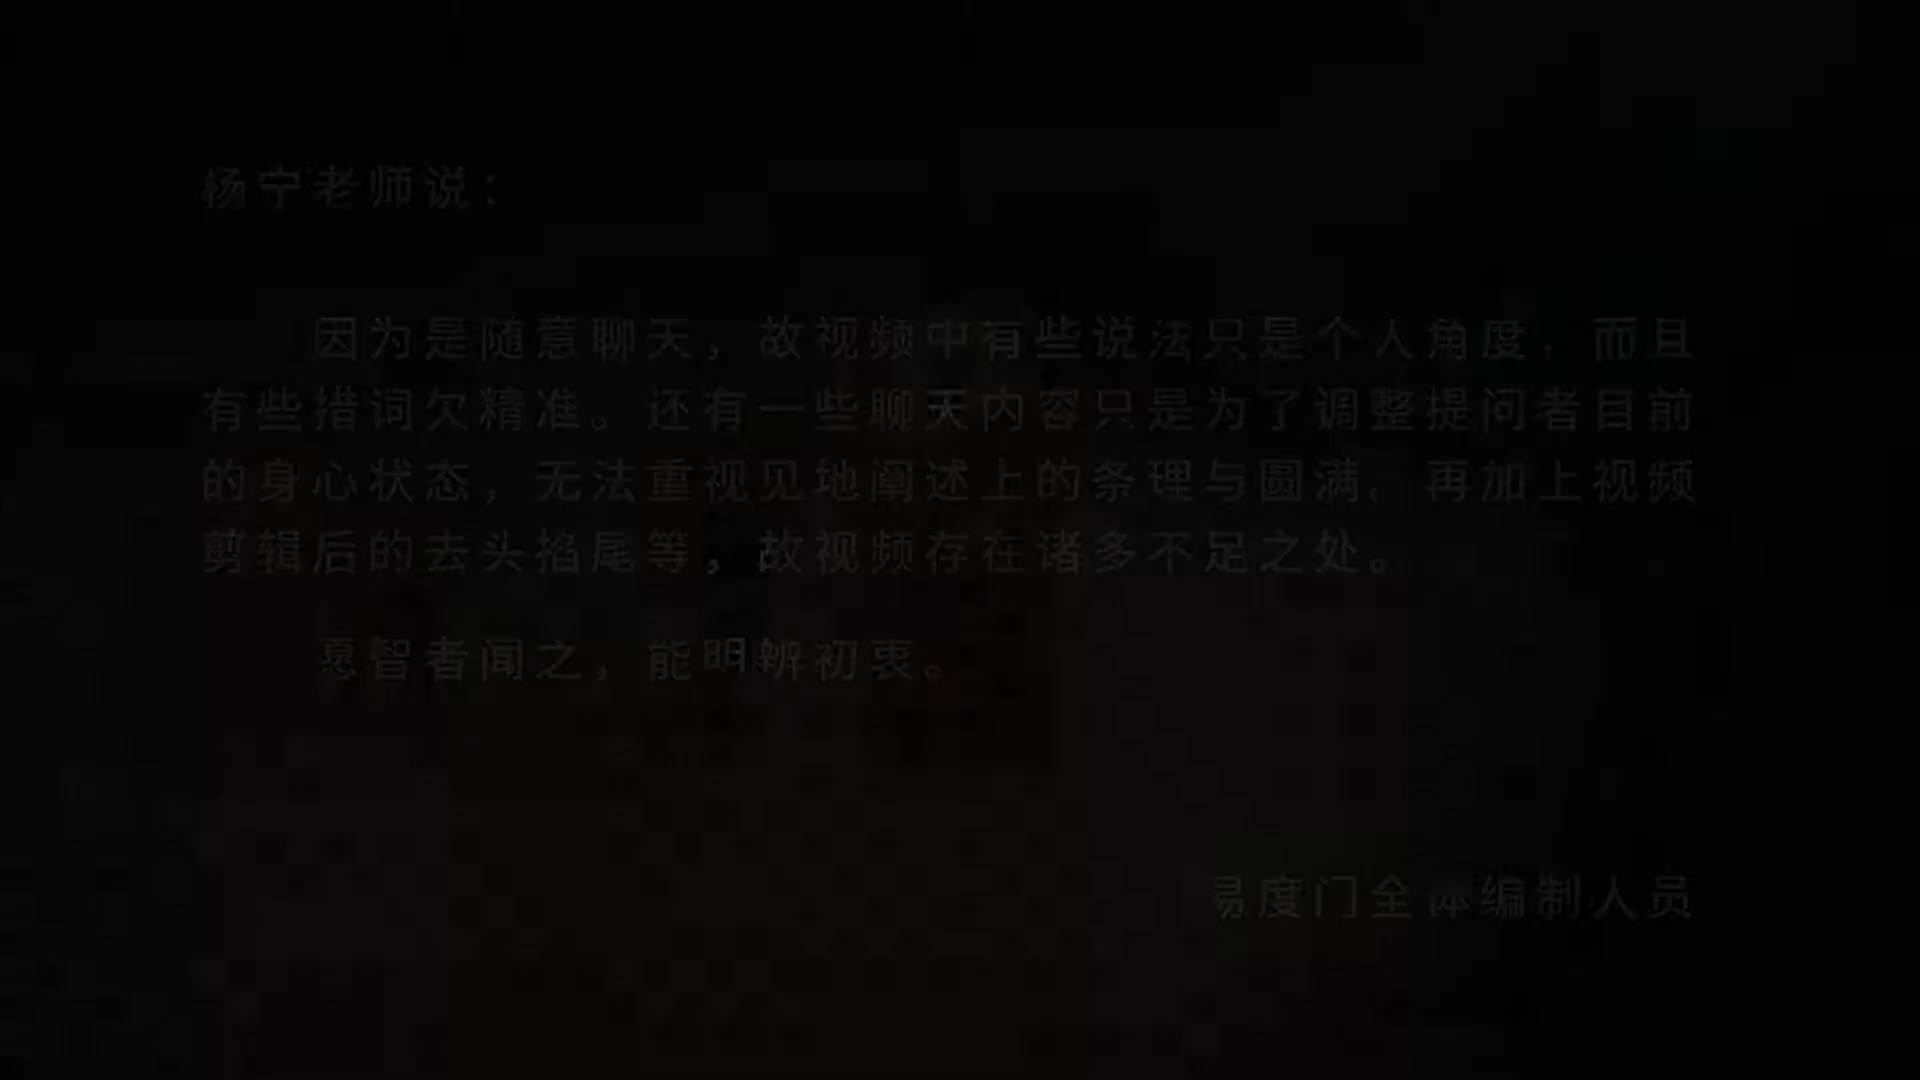 杨宁老师说：
因为是随意聊天，故视频中有些说法只是个人角度，而且
有些措词欠精准。还有一些聊天内容只是为了调整提问者目前
的身心状态，无法重视见地阐述上的条理与圆满。再加上视频
剪辑后的去头掐尾等，故视频存在诸多不足之处。
愿智者闻之，能明辨初衷。
易度门全体编制人员